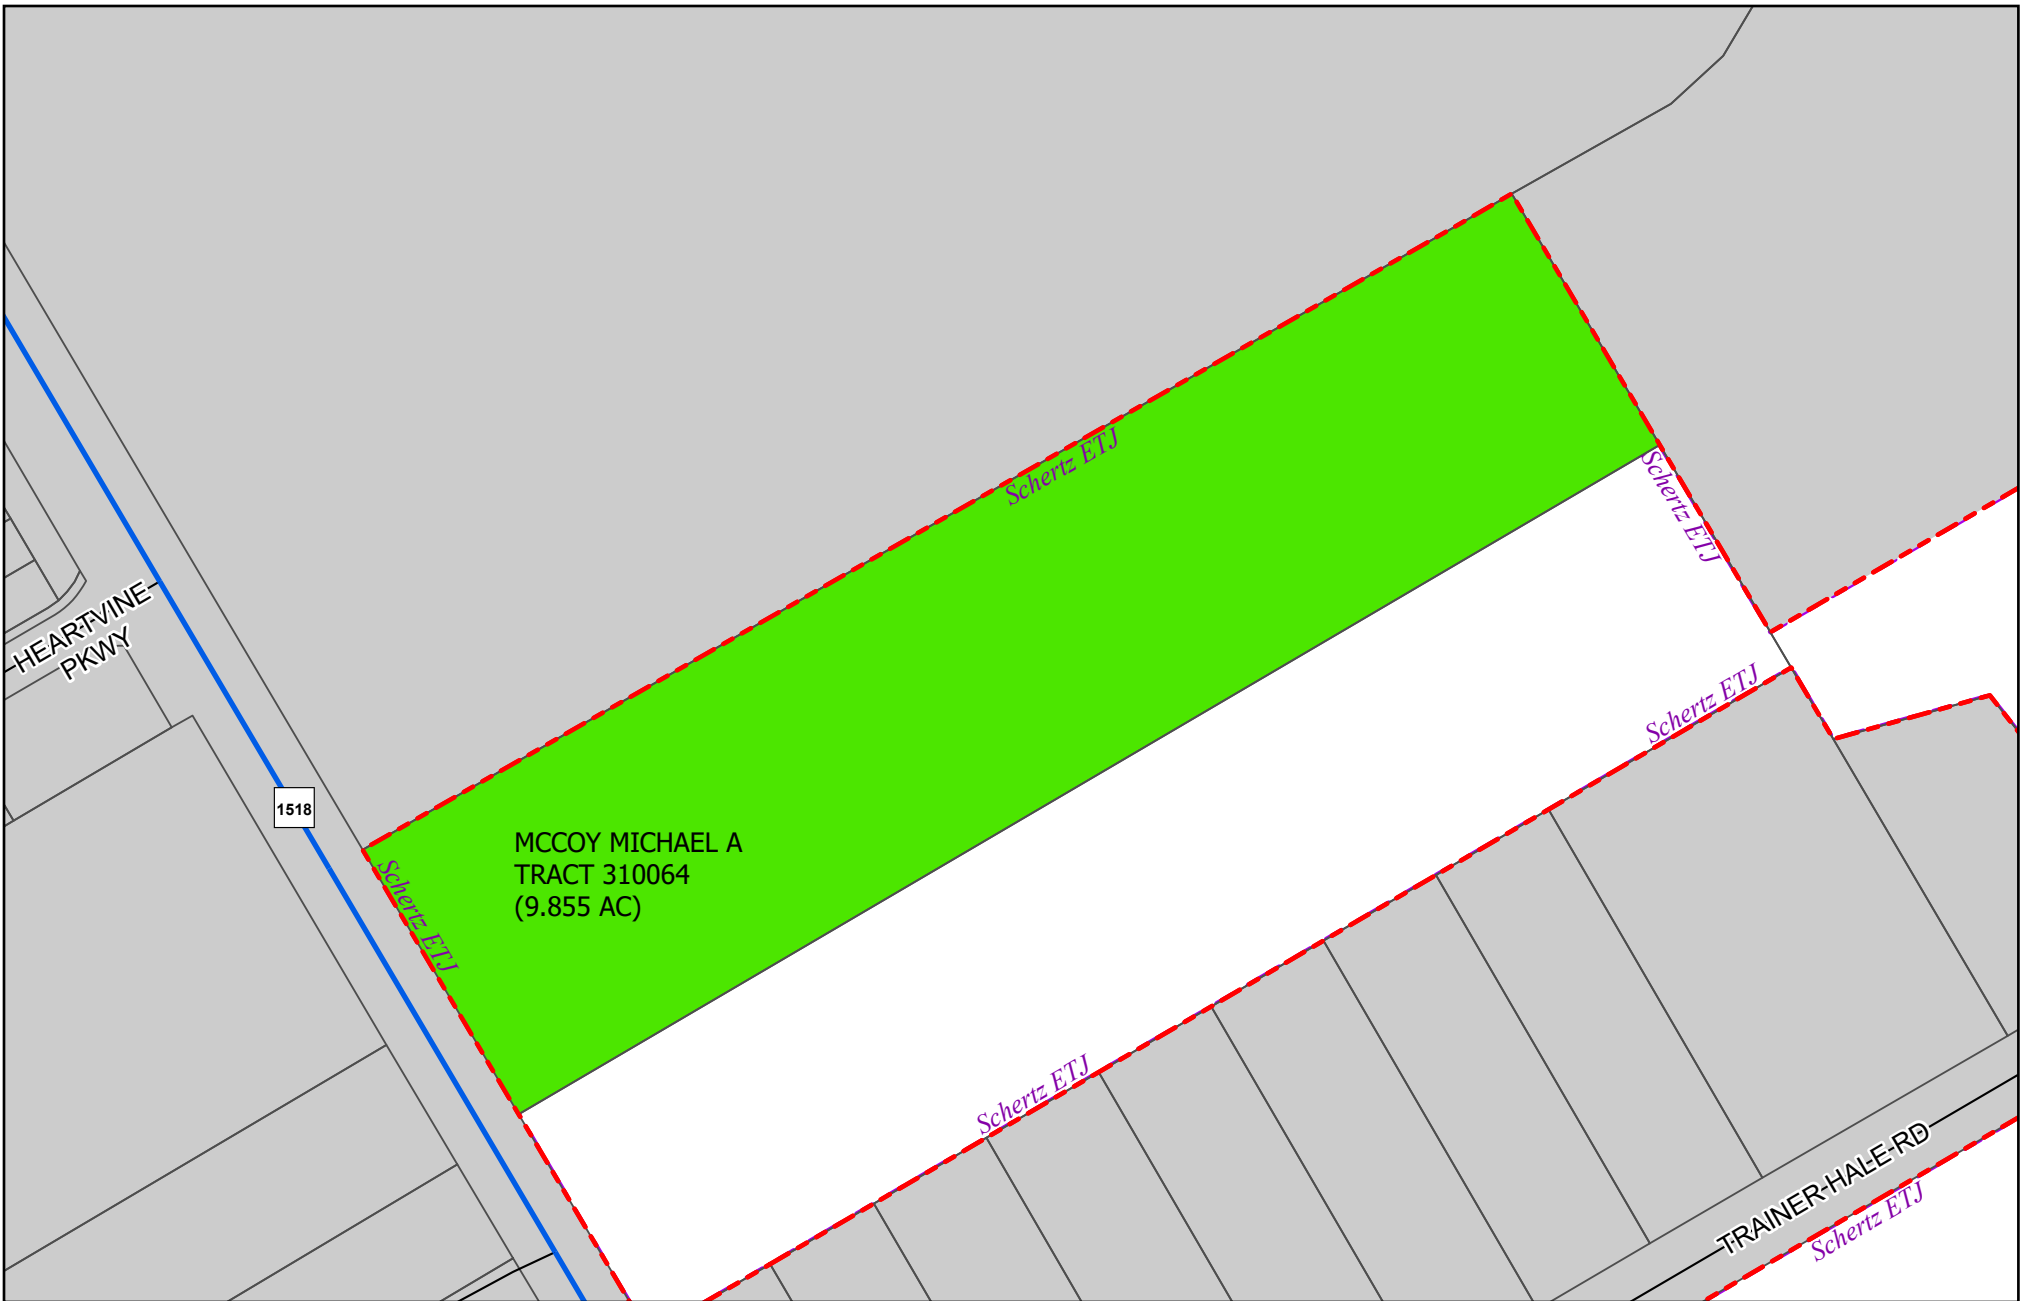 Schertz ETJ
Schertz ETJ
HEARTVINE
PKWY
Schertz ETJ
1518
MCCOY MICHAEL A
TRACT 310064
(9.855 AC)
Schertz ETJ
Schertz ETJ
TRAINER-HALE-RD
Schertz ETJ